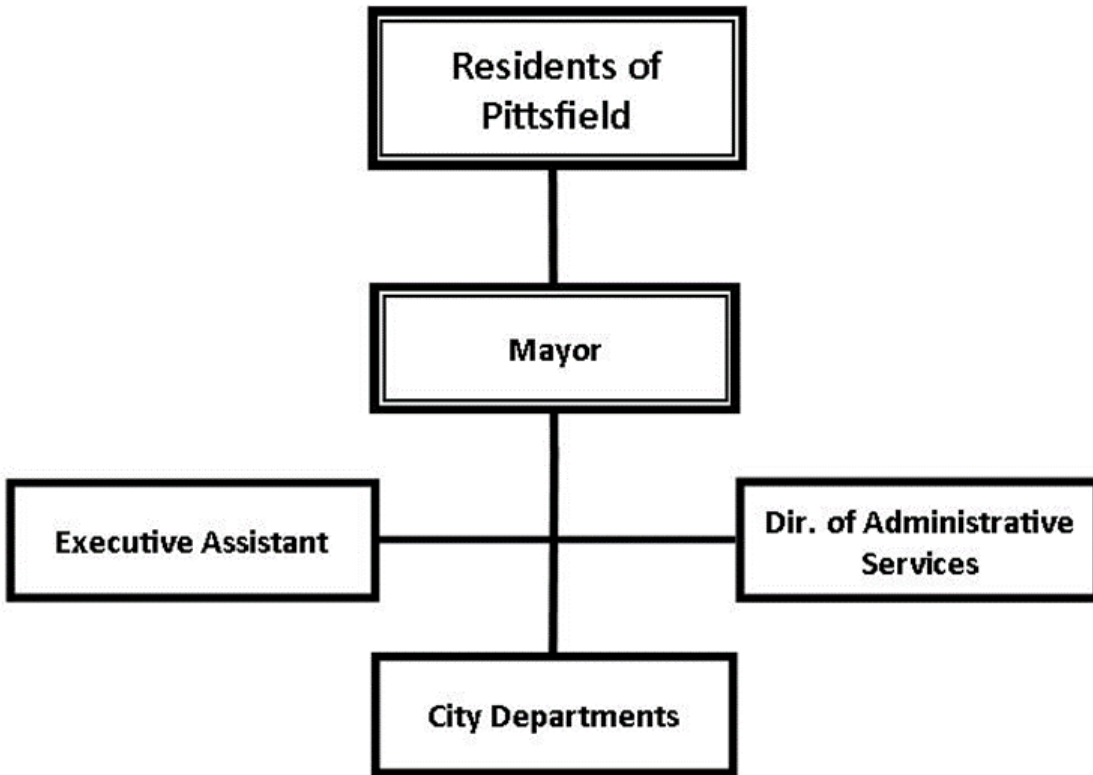 Residents of
Pittsfield
Mayor
Executive Assistant
Dir. of Administrative
Services
City Departments